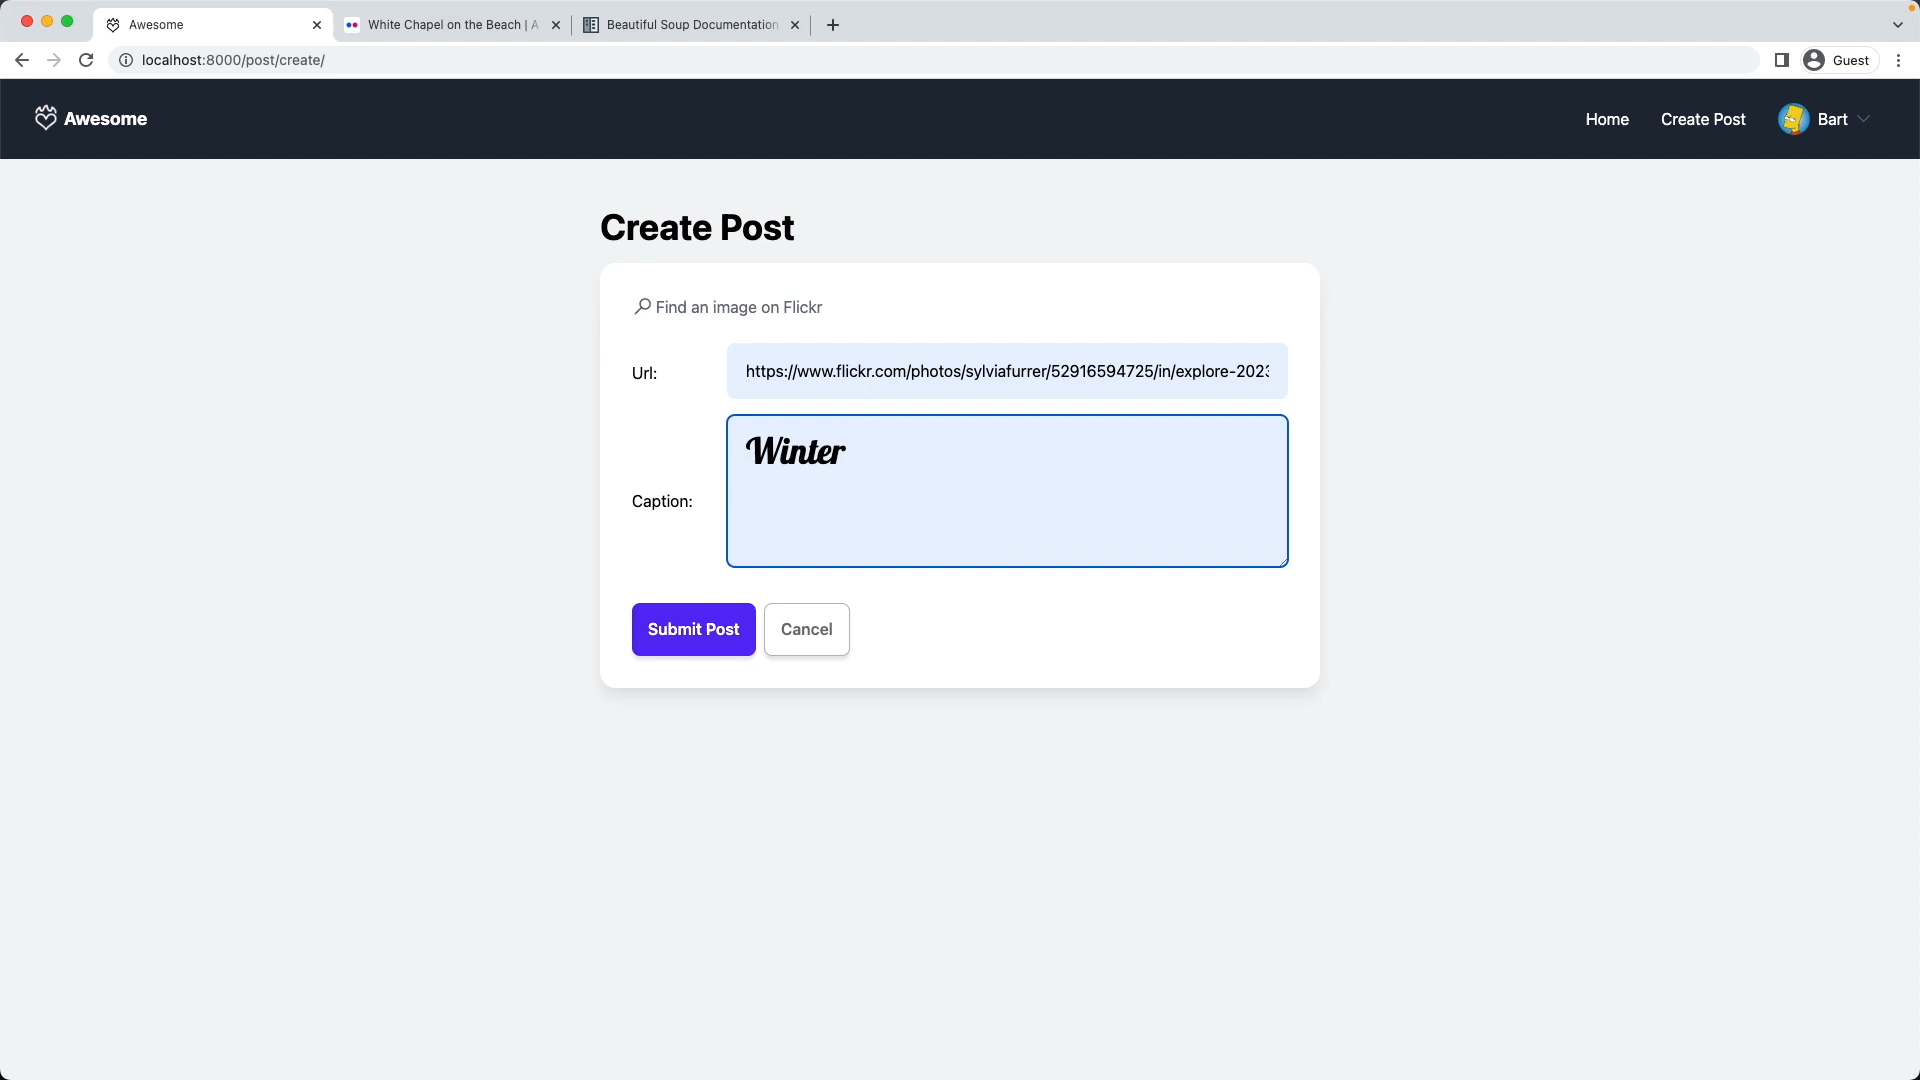 Awesome
White Chapel on the Beach | A
Beautiful Soup Documentation
localhost:8000/post/create/
Guest
Awesome
Home
Create Post
Bart
Create Post
Find an image on Flickr
Url:
https://www.flickr.com/photos/sylviafurrer/52916594725/in/explore-2023
Winter
Caption:
Submit Post
Cancel